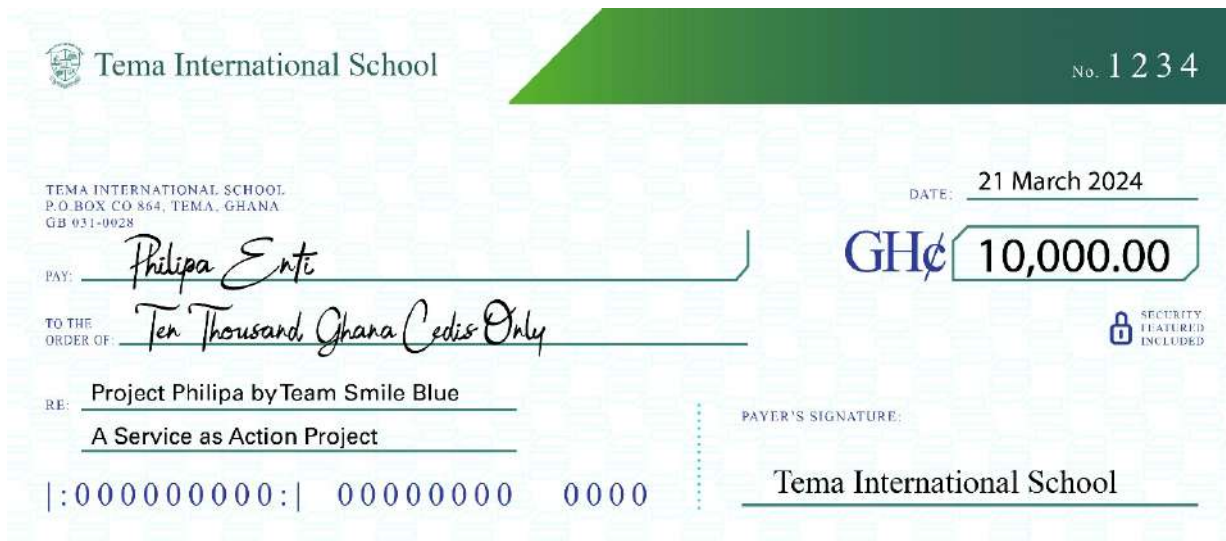 Tema International School
No. 1234
TEMA INTERNATIONAL SCHOOL
P.O.BOX CO 864, TEMA, GHANA
GB 031-0028
DATE: 21 March 2024
PAY: Philipa Enti
GH¢ 10,000.00
TO THE
ORDER OF: Ten Thousand Ghana Cedis Only
SECURITY
FEATURED
INCLUDED
RE: Project Philipa by Team Smile Blue
A Service as Action Project
PAYER'S SIGNATURE:
Tema International School
|:000000000:| 00000000 0000